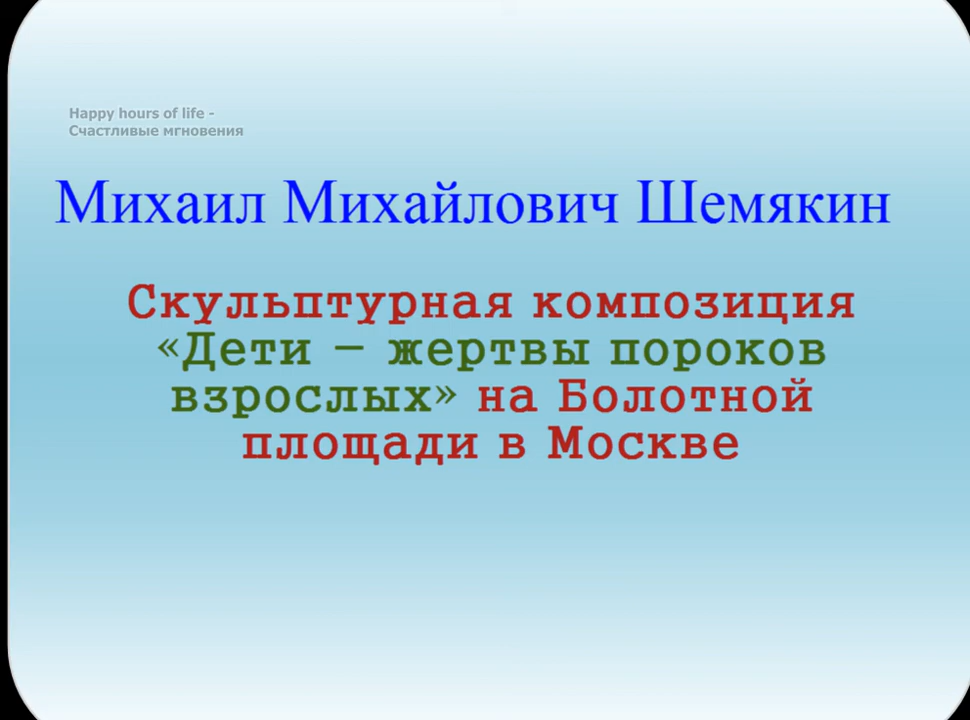 Happy hours of life -
Счастливые мгновения
Михаил Михайлович Шемякин
Скульптурная композиция
«Дети – жертвы пороков
взрослых» на Болотной
площади в Москве